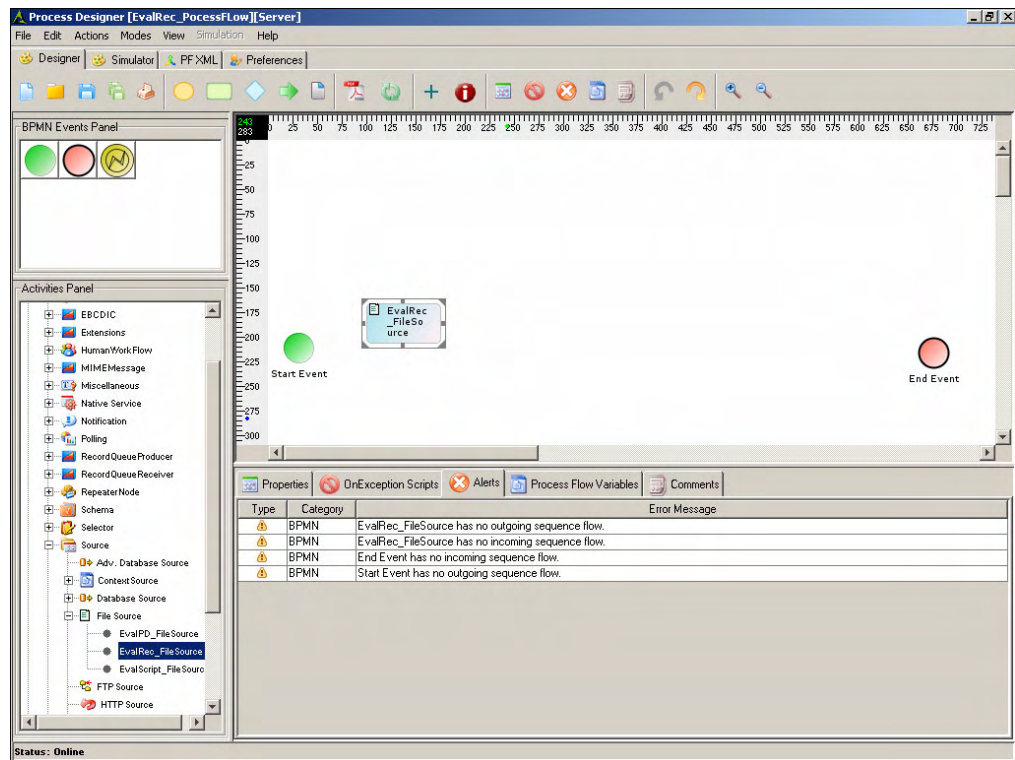 Process Designer [EvalRec_PocessFLow][Server]
File Edit Actions Modes View Simulation Help
Designer Simulator PF XML Preferences
BPMN Events Panel
243
283
0 25 50 75 100 125 150 175 200 225 250 275 300 325 350 375 400 425 450 475 500 525 550 575 600 625 650 675 700 725
0
25
50
75
100
125
150
175
200
225
250
275
300
EvalRec
_FileSo
urce
Start Event
End Event
Activities Panel
EBCDIC
Extensions
HumanWorkFlow
MIMEMessage
Miscellaneous
Native Service
Notification
Polling
RecordQueueProducer
RecordQueueReceiver
RepeaterNode
Schema
Selector
Source
Adv. Database Source
ContextSource
Database Source
File Source
EvalPD_FileSource
EvalRec_FileSource
EvalScript_FileSourc
FTP Source
HTTP Source
Properties OnException Scripts Alerts Process Flow Variables Comments
Type Category Error Message
BPMN EvalRec_FileSource has no outgoing sequence flow.
BPMN EvalRec_FileSource has no incoming sequence flow.
BPMN End Event has no incoming sequence flow.
BPMN Start Event has no outgoing sequence flow.
Status: Online